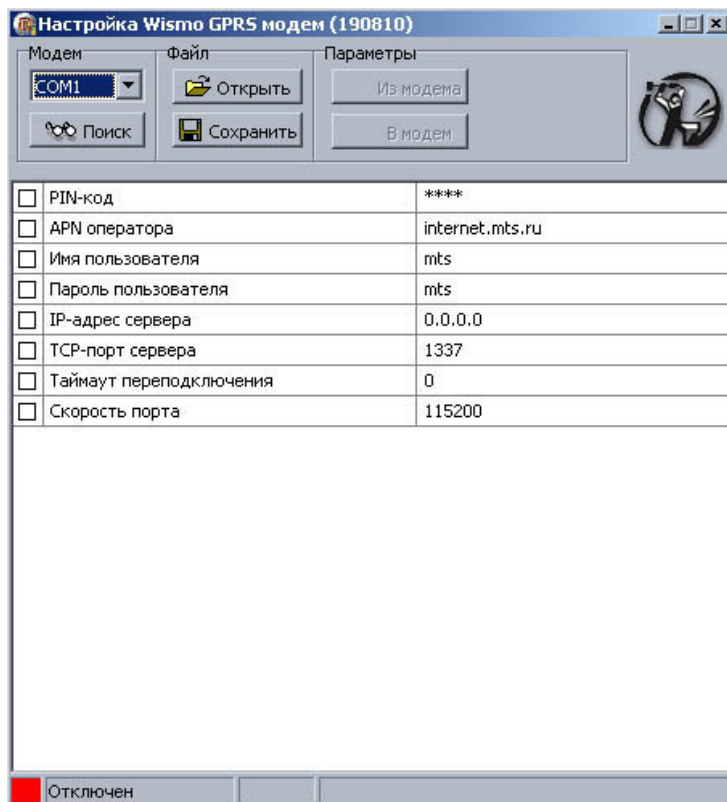 Настройка Wismo GPRS модем (190810)
Модем Файл Параметры
COM1 Открыть Из модема
Поиск Сохранить В модем
PIN-код ****
APN оператора internet.mts.ru
Имя пользователя mts
Пароль пользователя mts
IP-адрес сервера 0.0.0.0
TCP-порт сервера 1337
Таймаут переподключения 0
Скорость порта 115200
Отключен